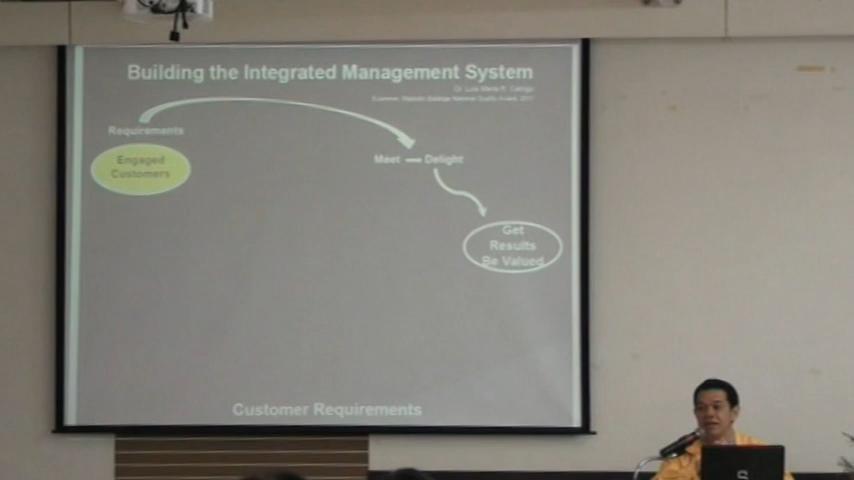 Building the Integrated Management System
Requirements
Engaged
Customers
Meet — Delight
Get
Results
Be Valued
Customer Requirements
S